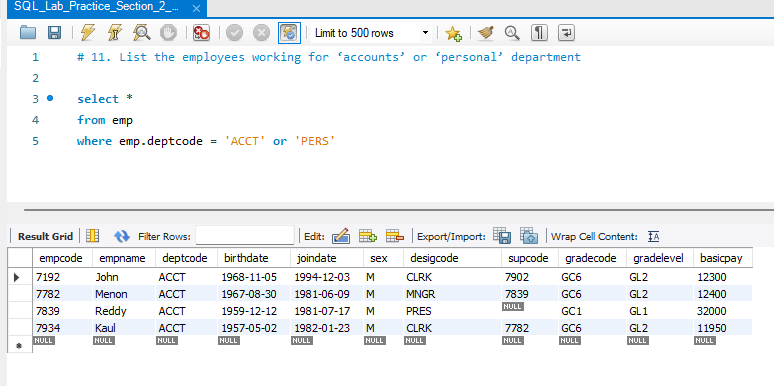 SQL_Lab_Practice_Section_2_...
Limit to 500 rows
1 # 11. List the employees working for ‘accounts’ or ‘personal’ department
2
3 select *
4 from emp
5 where emp.deptcode = 'ACCT' or 'PERS'
Result Grid Filter Rows: Edit: Export/Import: Wrap Cell Content: IA
empcode empname deptcode birthdate joindate sex desigcode supcode gradecode gradelevel basicpay
7192 John ACCT 1968-11-05 1994-12-03 M CLRK 7902 GC6 GL2 12300
7782 Menon ACCT 1967-08-30 1981-06-09 M MNGR 7839 GC6 GL2 12400
7839 Reddy ACCT 1959-12-12 1981-07-17 M PRES NULL GC1 GL1 32000
7934 Kaul ACCT 1957-05-02 1982-01-23 M CLRK 7782 GC6 GL2 11950
NULL NULL NULL NULL NULL NULL NULL NULL NULL NULL NULL